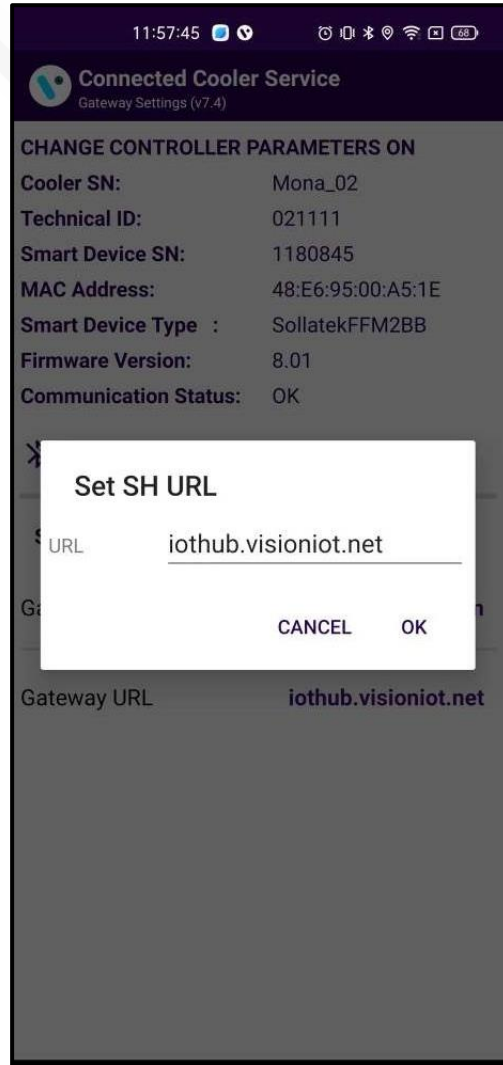 11:57:45 68
Connected Cooler Service
Gateway Settings (v7.4)
CHANGE CONTROLLER PARAMETERS ON
Cooler SN: Mona_02
Technical ID: 021111
Smart Device SN: 1180845
MAC Address: 48:E6:95:00:A5:1E
Smart Device Type : SollatekFFM2BB
Firmware Version: 8.01
Communication Status: OK
Set SH URL
URL iothub.visioniot.net
CANCEL OK
Gateway URL iothub.visioniot.net